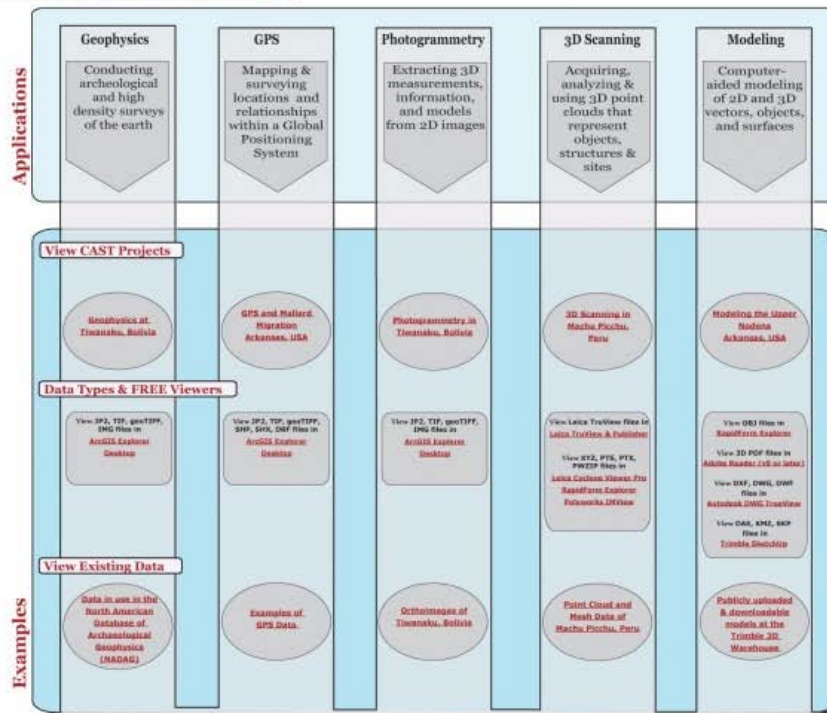 Applications
Geophysics
Conducting
archeological
and high
density surveys
of the earth
GPS
Mapping &
surveying
locations and
relationships
within a Global
Positioning
System
Photogrammetry
Extracting 3D
measurements,
information,
and models
from 2D images
3D Scanning
Acquiring,
analyzing &
using 3D point
clouds that
represent
objects,
structures &
sites
Modeling
Computer-
aided modeling
of 2D and 3D
vectors, objects,
and surfaces
Examples
View CAST Projects
Geophysics at
Tiwanaku, Bolivia
GPS and Mallard
Migration
Arkansas, USA
Photogrammetry in
Tiwanaku, Bolivia
3D Scanning in
Machu Picchu,
Peru
Modeling the Upper
Nodena
Arkansas, USA
Data Types & FREE Viewers
View JP2, TIF, geoTIFF,
IMG files in
ArcGIS Explorer
Desktop
View JP2, TIF, geoTIFF,
SHP, SHX, DBF files in
ArcGIS Explorer
Desktop
View JP2, TIF, geoTIFF,
IMG files in
ArcGIS Explorer
Desktop
View Leica TruView files in
Leica TruView & Publisher
View XYZ, PTS, PTX,
PWZIP files in
Leica Cyclone Viewer Pro
RapidForm Explorer
Polyworks IMView
View OBJ files in
RapidForm Explorer
View 3D PDF files in
Adobe Reader (v8 or later)
View DXF, DWG, DWF
files in
Autodesk DWG TrueView
View DAE, KMZ, SKP
files in
Trimble SketchUp
View Existing Data
Data in use in the
North American
Database of
Archaeological
Geophysics
(NADAG)
Examples of
GPS Data
Orthoimages of
Tiwanaku, Bolivia
Point Cloud and
Mesh Data of
Machu Picchu, Peru
Publicly uploaded
& downloadable
models at the
Trimble 3D
Warehouse